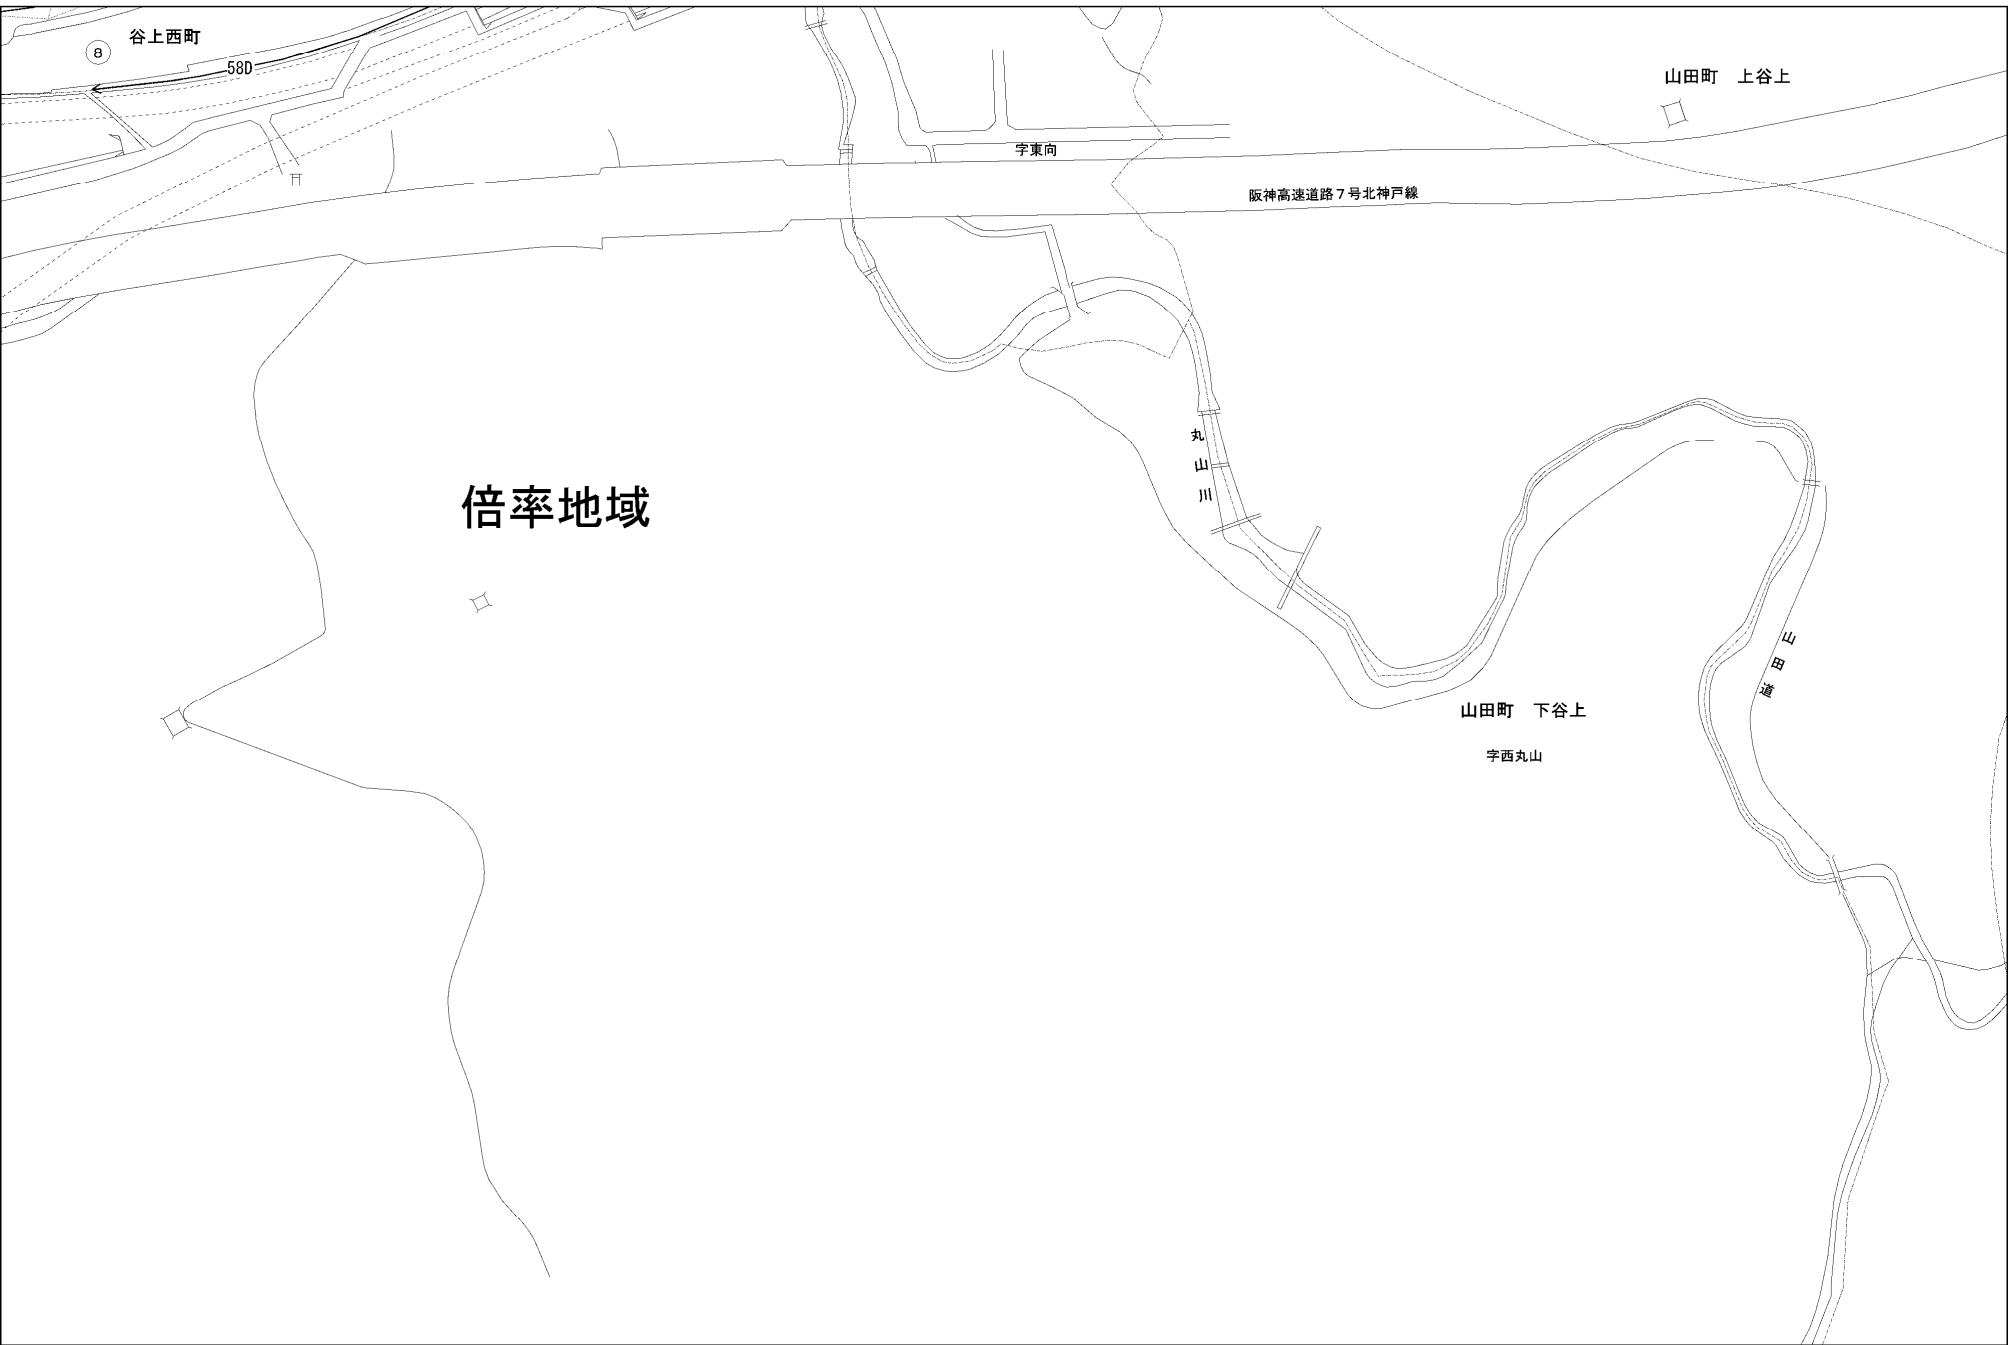 谷上西町
8
58D
山田町　上谷上
字東向
阪神高速道路７号北神戸線
丸山川
倍率地域
山田道
山田町　下谷上
字西丸山